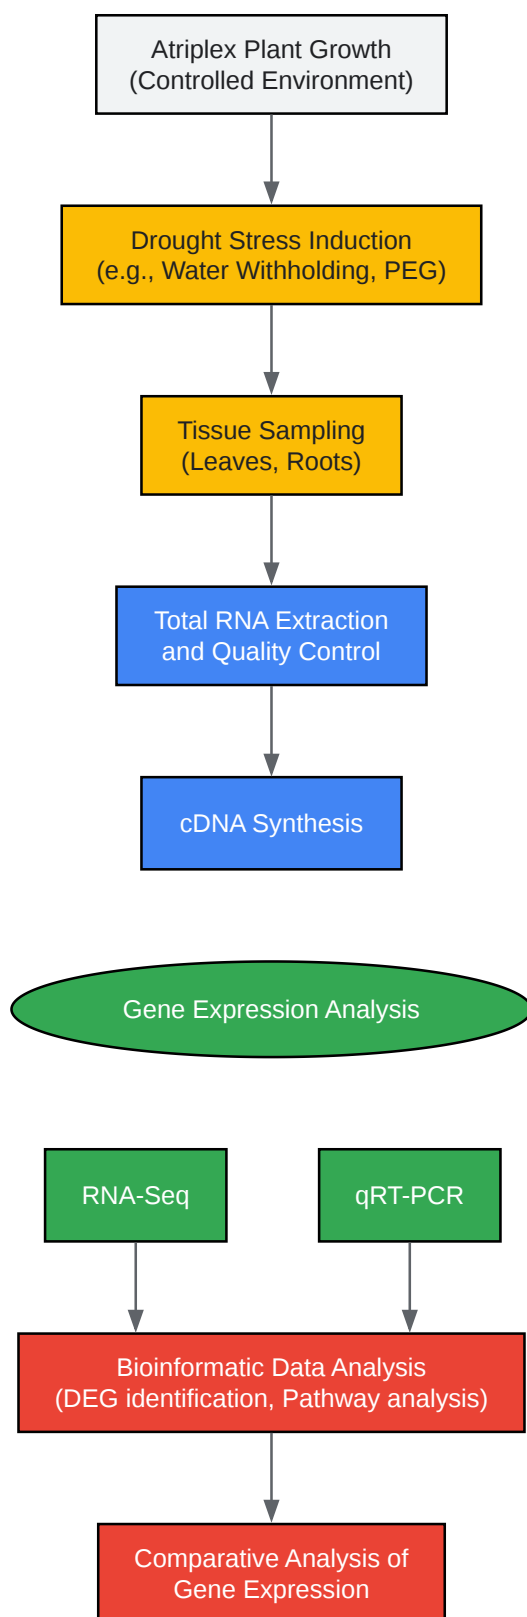 Atriplex Plant Growth
(Controlled Environment)
Drought Stress Induction
(e.g., Water Withholding, PEG)
Tissue Sampling
(Leaves, Roots)
Total RNA Extraction
and Quality Control
cDNA Synthesis
Gene Expression Analysis
RNA-Seq
qRT-PCR
Bioinformatic Data Analysis
(DEG identification, Pathway analysis)
Comparative Analysis of
Gene Expression